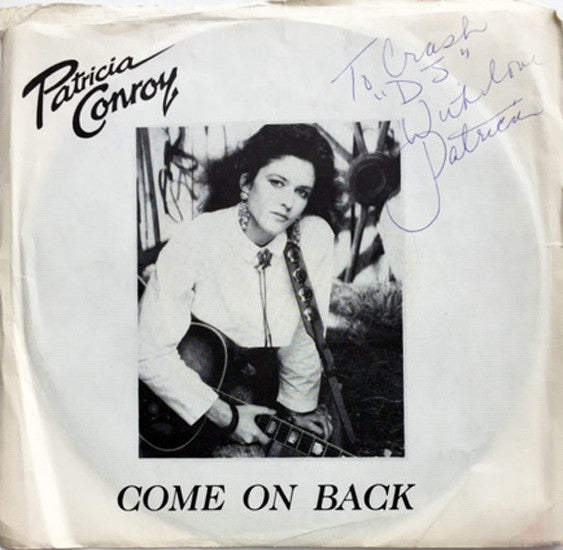 Patricia
Conroy
To Crash
"DJ"
With love
Patricia
COME ON BACK